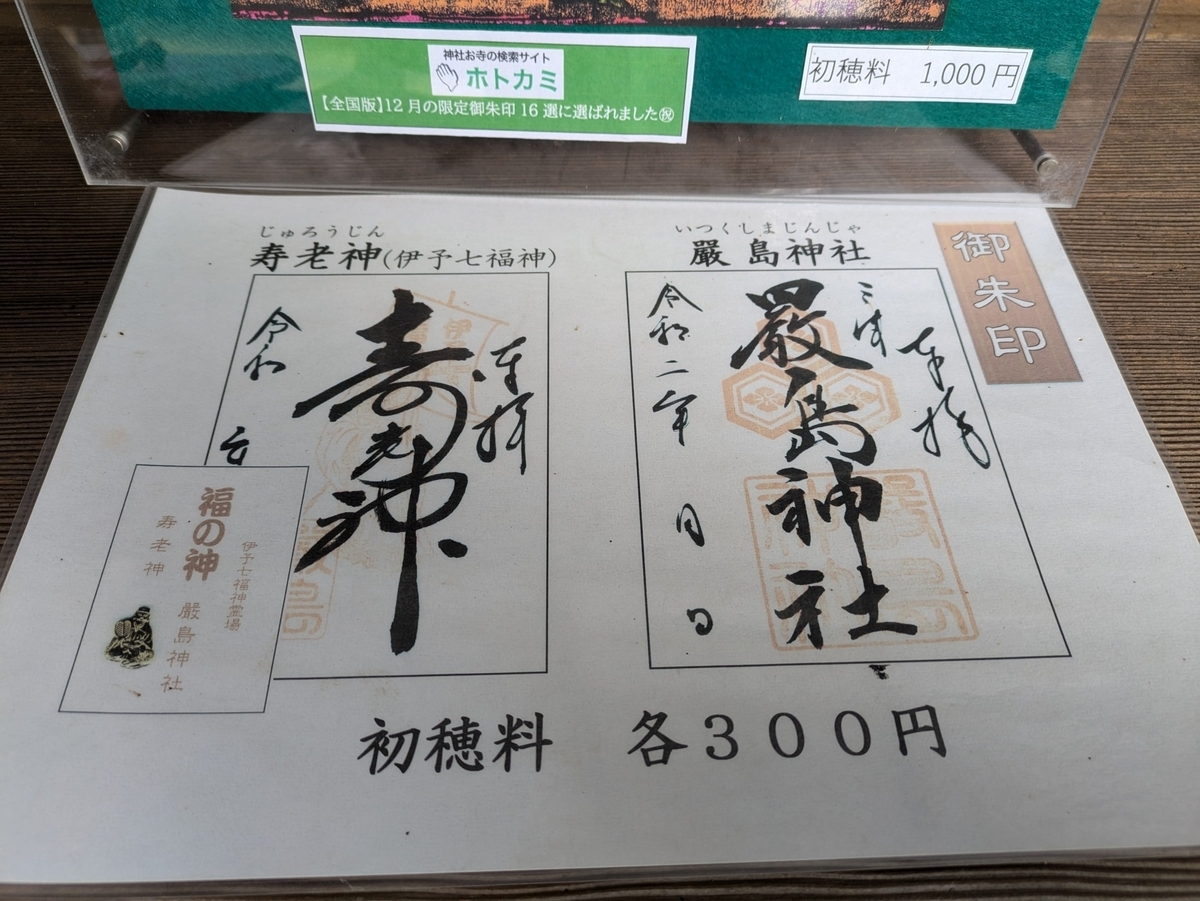 神社お寺の検索サイト
ホトカミ
【全国版】12月の限定御朱印16選に選ばれました㊗
初穂料 1,000円
御朱印
いつくしまじんじゃ
嚴島神社
奉拝
三津
嚴島神社
令和二年 月 日
じゅろうじん
寿老神(伊予七福神)
奉拝
寿老神
令和 云
伊予七福神霊場
福の神 嚴島神社
寿老神
初穂料 各300円